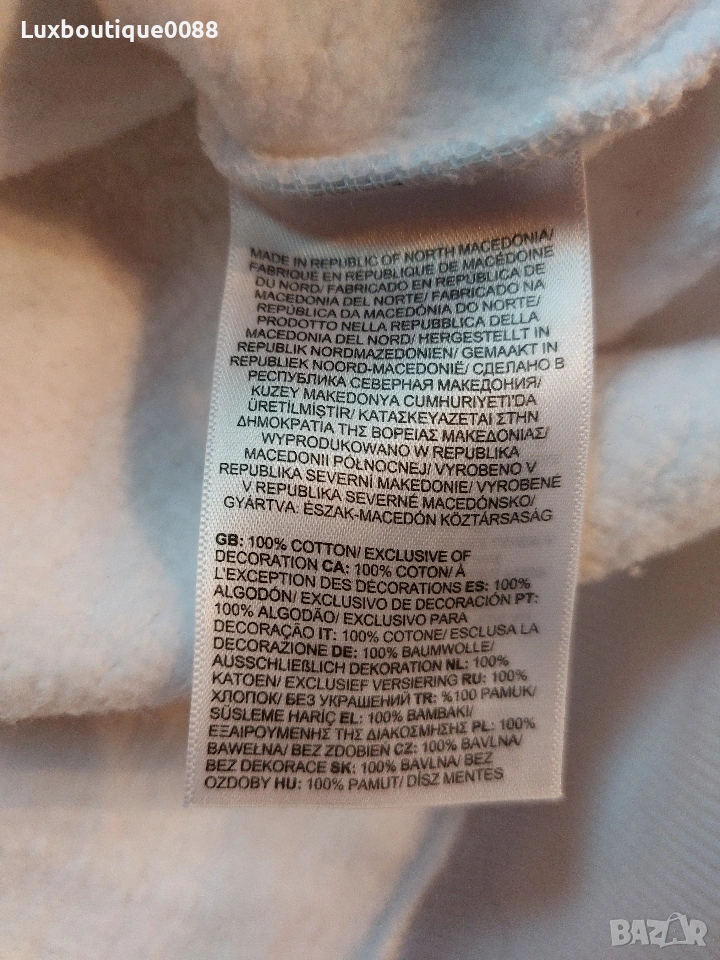 Luxboutique0088
MADE IN REPUBLIC OF NORTH MACEDONIA/
FABRIQUE EN RÉPUBLIQUE DE MACÉDOINE
DU NORD/ FABRICADO EN REPÚBLICA DE
MACEDONIA DEL NORTE/ FABRICADO NA
REPÚBLICA DA MACEDÓNIA DO NORTE/
PRODOTTO NELLA REPUBBLICA DELLA
MACEDONIA DEL NORD/ HERGESTELLT IN
REPUBLIK NORDMAZEDONIEN/ GEMAAKT IN
REPUBLIEK NOORD-MACEDONIË/ СДЕЛАНО В
РЕСПУБЛИКА СЕВЕРНАЯ МАКЕДОНИЯ/
KUZEY MAKEDONYA CUMHURIYETI'DA
ÜRETILMIŞTIR/ ΚΑΤΑΣΚΕΥΑΖΕΤΑΙ ΣΤΗΝ
ΔΗΜΟΚΡΑΤΙΑ ΤΗΣ ΒΟΡΕΙΑΣ ΜΑΚΕΔΟΝΙΑΣ/
WYPRODUKOWANO W REPUBLIKA
MACEDONII PÓŁNOCNEJ/ VYROBENO V
REPUBLIKA SEVERNÍ MAKEDONIE/ VYROBENÉ
V REPUBLIKA SEVERNÉ MACEDÓNSKO/
GYÁRTVA: ÉSZAK-MACEDÓN KÖZTÁRSASÁG
GB: 100% COTTON/ EXCLUSIVE OF
DECORATION CA: 100% COTON/ À
L'EXCEPTION DES DÉCORATIONS ES: 100%
ALGODÓN/ EXCLUSIVO DE DECORACIÓN PT:
100% ALGODÃO/ EXCLUSIVO PARA
DECORAÇÃO IT: 100% COTONE/ ESCLUSA LA
DECORAZIONE DE: 100% BAUMWOLLE/
AUSSCHLIEßLICH DEKORATION NL: 100%
KATOEN/ EXCLUSIEF VERSIERING RU: 100%
ХЛОПОК/ БЕЗ УКРАШЕНИЙ TR: %100 PAMUK/
SÜSLEME HARİÇ EL: 100% ΒΑΜΒΑΚΙ/
ΕΞΑΙΡΟΥΜΕΝΗΣ ΤΗΣ ΔΙΑΚΟΣΜΗΣΗΣ PL: 100%
BAWEŁNA/ BEZ ZDOBIEŃ CZ: 100% BAVLNA/
BEZ DEKORACE SK: 100% BAVLNA/ BEZ
OZDOBY HU: 100% PAMUT/ DÍSZ MENTES
BAZAR